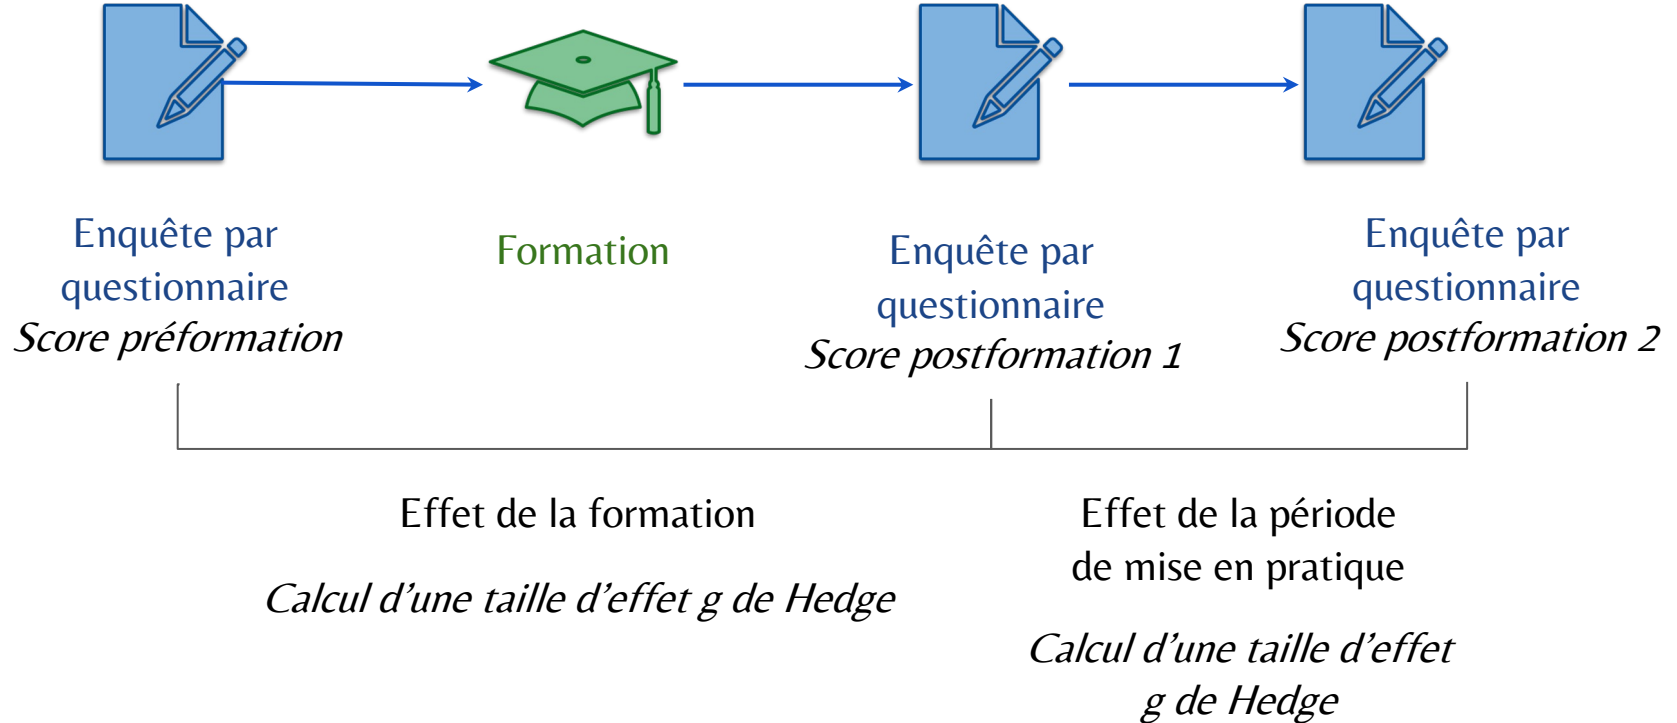 Enquête par
questionnaire
Score préformation
Formation
Enquête par
questionnaire
Score postformation 1
Enquête par
questionnaire
Score postformation 2
Effet de la formation
Calcul d’une taille d’effet g de Hedge
Effet de la période
de mise en pratique
Calcul d’une taille d’effet
g de Hedge